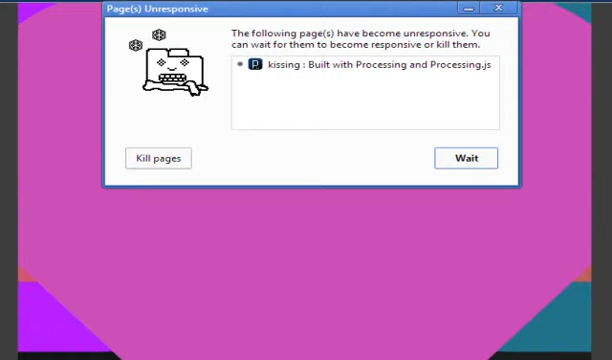 Page(s) Unresponsive
The following page(s) have become unresponsive. You
can wait for them to become responsive or kill them.
kissing : Built with Processing and Processing.js
Kill pages
Wait